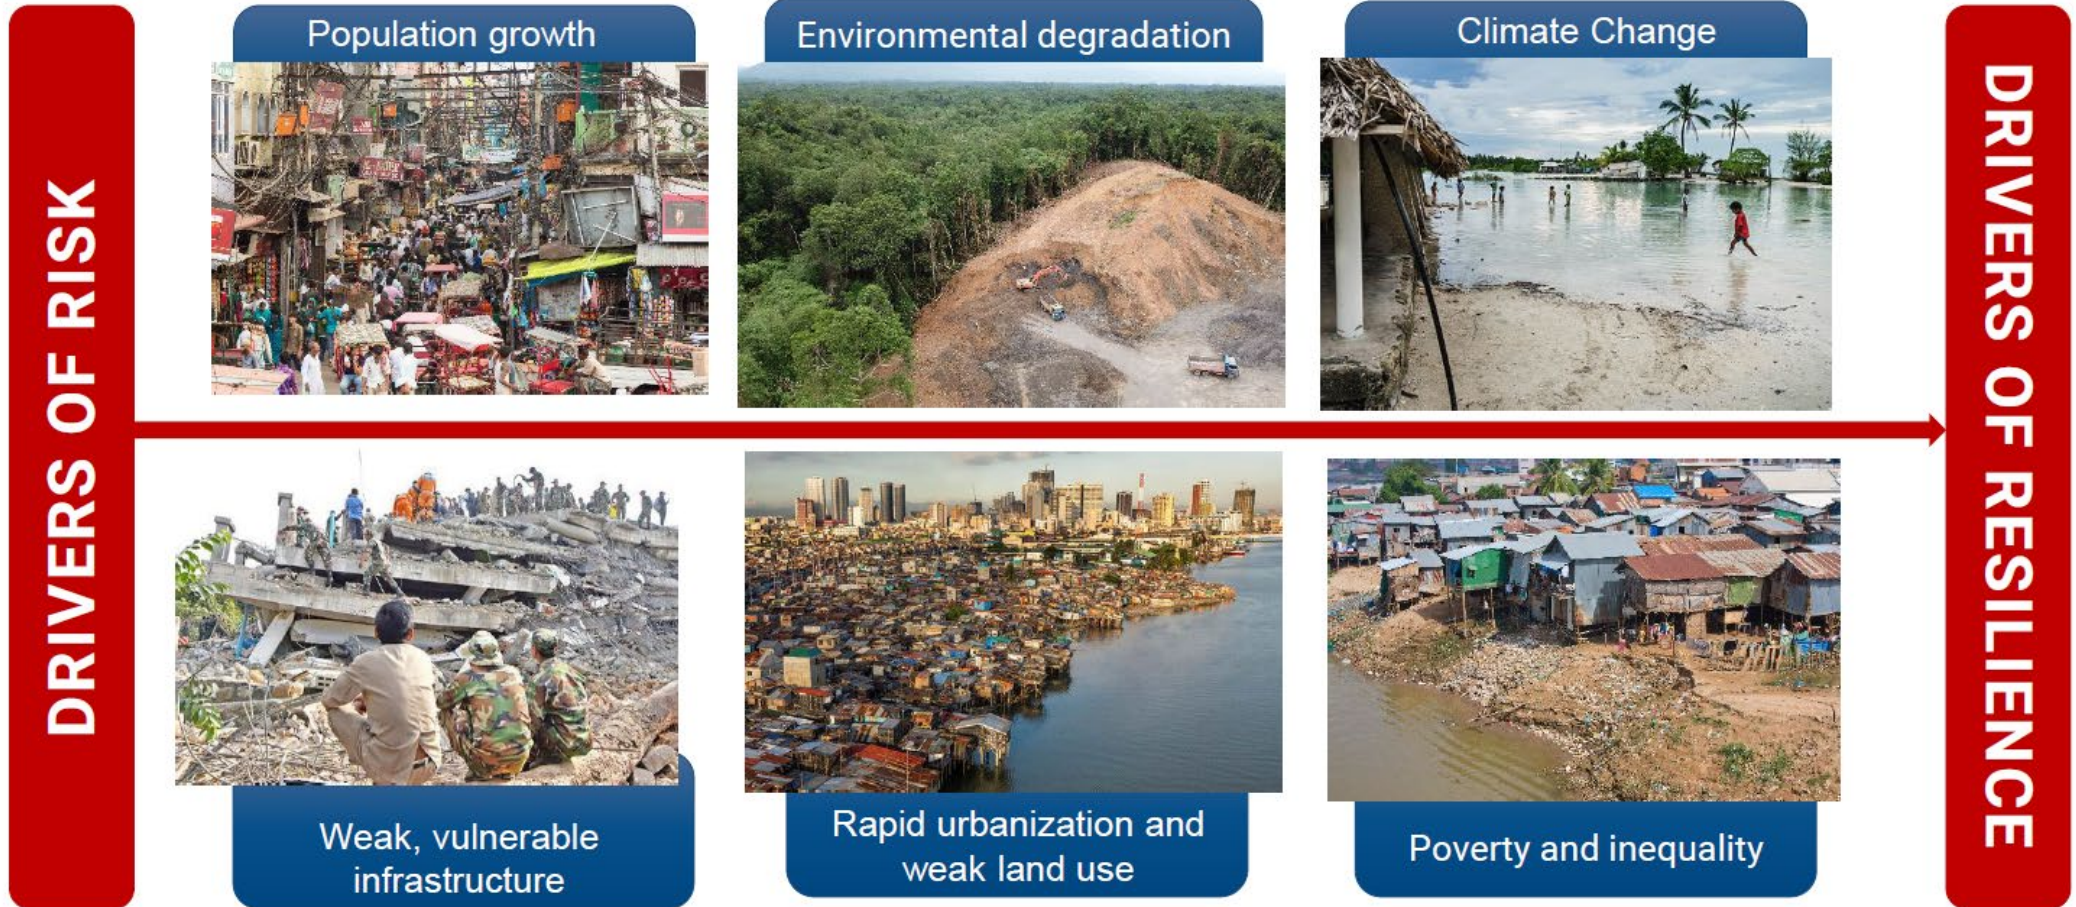 DRIVERS OF RISK
Population growth
Environmental degradation
Climate Change
Weak, vulnerable
infrastructure
Rapid urbanization and
weak land use
Poverty and inequality
DRIVERS OF RESILIENCE